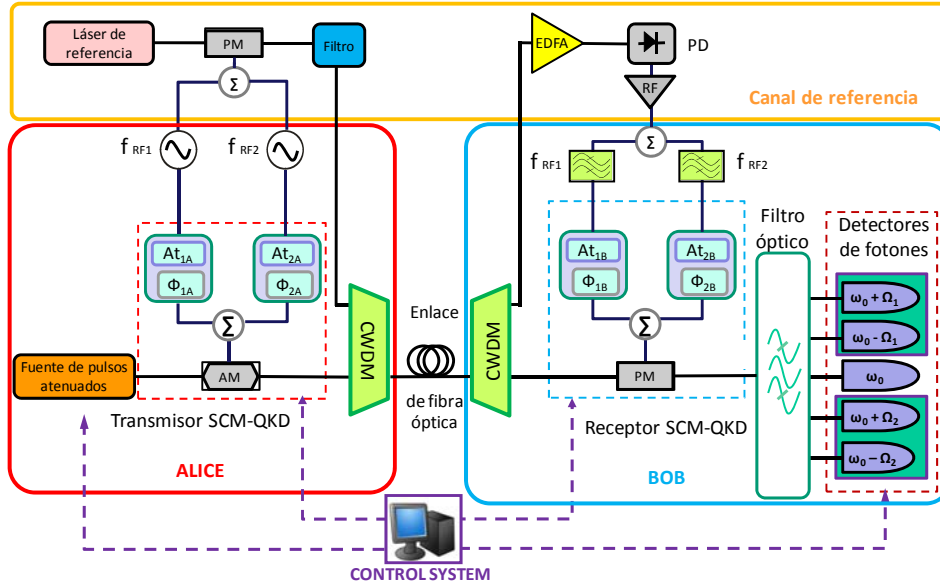 Láser de
referencia
PM
Filtro
EDFA
PD
RF
Σ
Canal de referencia
f RF1
f RF2
Σ
f RF1
f RF2
At1A
Φ1A
At2A
Φ2A
At1B
Φ1B
At2B
Φ2B
Filtro
óptico
Detectores
de fotones
Σ
Σ
CWDM
Enlace
de fibra
óptica
CWDM
ω0 + Ω1
ω0 - Ω1
ω0
ω0 + Ω2
ω0 – Ω2
Fuente de pulsos
atenuados
AM
PM
Transmisor SCM-QKD
Receptor SCM-QKD
ALICE
BOB
CONTROL SYSTEM